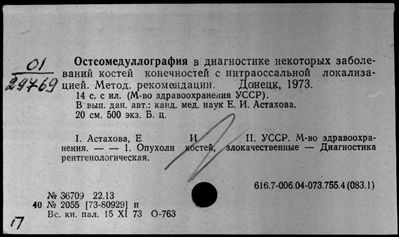 01
29769
Остеомедуллография в диагностике некоторых заболе-
ваний костей конечностей с интраоссальной локализа-
цией. Метод. рекомендации. Донецк, 1973.
14 с. с ил. (М-во здравоохранения УССР).
В вып. дан. авт.: канд. мед. наук Е. И. Астахова.
20 см. 500 экз. Б. ц.
I. Астахова, Е И. II. УССР. М-во здравоохра-
нения. — — 1. Опухоли костей, злокачественные — Диагностика
рентгенологическая.
616.7-006.04-073.755.4 (083.1)
№ 36709 22.13
40 № 2055 [73-80929] п
Вс. кн. пал. 15 XI 73 О-763
П